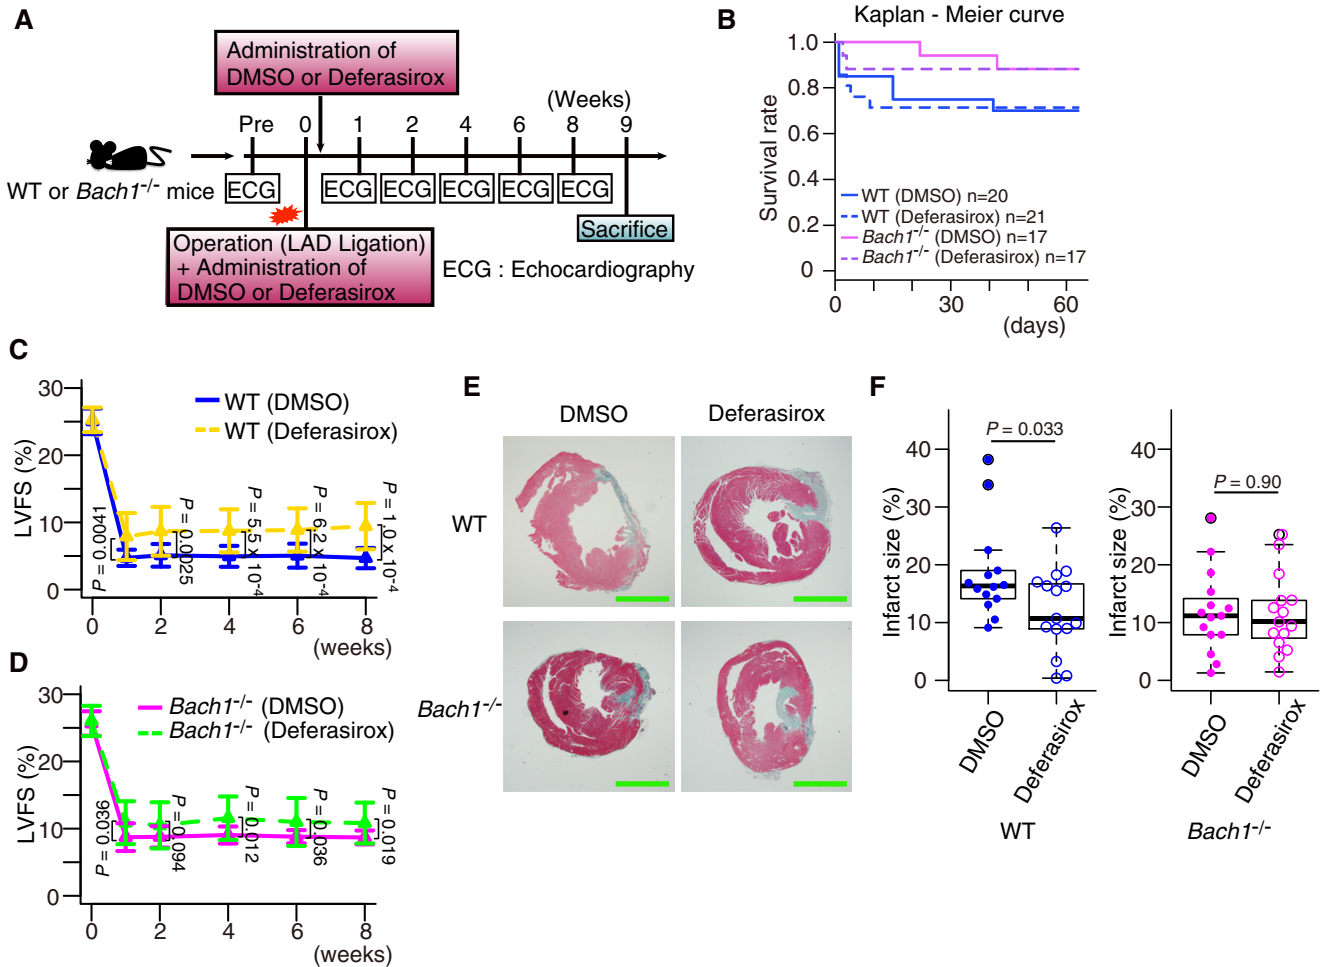 A
Administration of
DMSO or Deferasirox
(Weeks)
Pre 0 1 2 4 6 8 9
WT or Bach1-/- mice
ECG ECG ECG ECG ECG ECG
Sacrifice
Operation (LAD Ligation)
+ Administration of
DMSO or Deferasirox
ECG : Echocardiography
B
Kaplan - Meier curve
Survival rate
1.0
0.8
0.6
0.4
0.2
0
WT (DMSO) n=20
WT (Deferasirox) n=21
Bach1-/- (DMSO) n=17
Bach1-/- (Deferasirox) n=17
0 30 60
(days)
C
LVFS (%)
30
20
10
0
WT (DMSO)
WT (Deferasirox)
P = 0.0041
P = 0.0025
P = 5.5 x 10-4
P = 6.2 x 10-4
P = 1.0 x 10-4
0 2 4 6 8
(weeks)
D
LVFS (%)
30
20
10
0
Bach1-/- (DMSO)
Bach1-/- (Deferasirox)
P = 0.036
P = 0.094
P = 0.012
P = 0.036
P = 0.019
0 2 4 6 8
(weeks)
E
DMSO Deferasirox
WT
Bach1-/-
F
Infarct size (%)
40
30
20
10
0
P = 0.033
DMSO
Deferasirox
WT
Infarct size (%)
40
30
20
10
0
P = 0.90
DMSO
Deferasirox
Bach1-/-